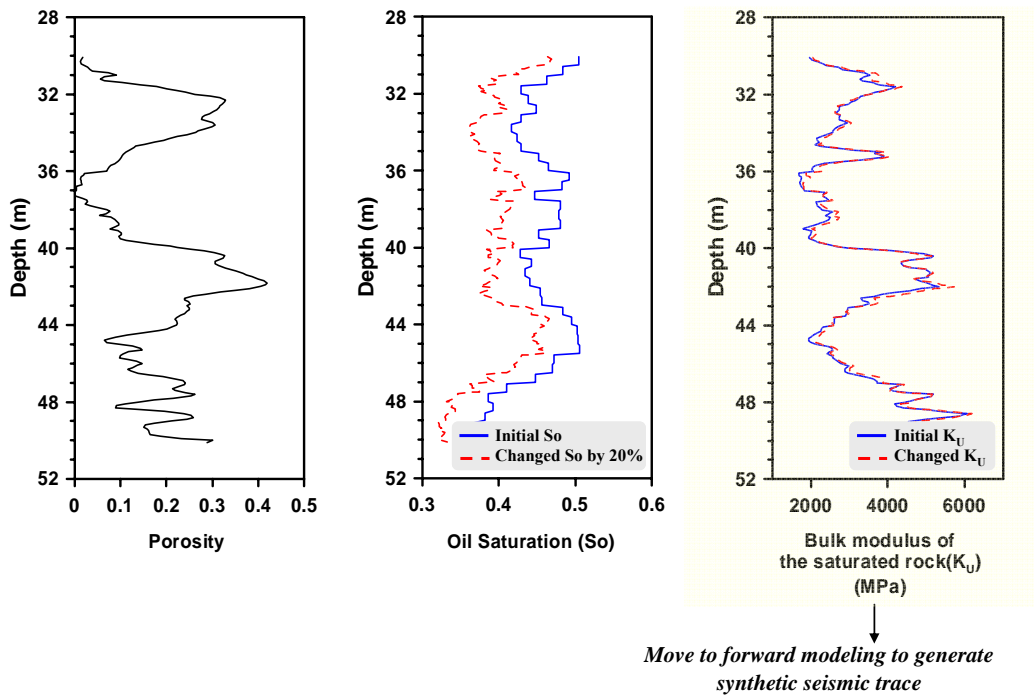 28
32
36
40
44
48
52
Depth (m)
0
0.1
0.2
0.3
0.4
0.5
Porosity
28
32
36
40
44
48
52
Depth (m)
Initial So
Changed So by 20%
0.3
0.4
0.5
0.6
Oil Saturation (So)
28
32
36
40
44
48
52
Depth (m)
Initial KU
Changed KU
2000
4000
6000
Bulk modulus of
the saturated rock(KU)
(MPa)
Move to forward modeling to generate
synthetic seismic trace